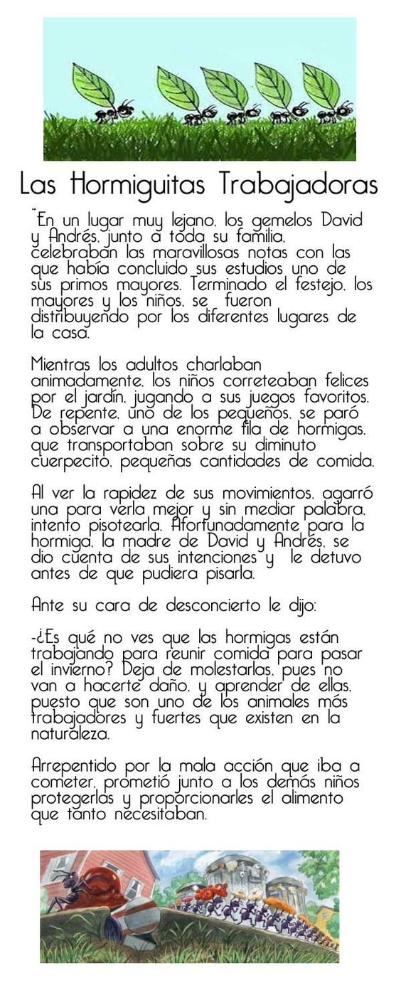 Las Hormiguitas Trabajadoras
"En un lugar muy lejano, los gemelos David
y Andrés, junto a toda su familia,
celebraban las maravillosas notas con las
que había concluido sus estudios uno de
sus primos mayores. Terminado el festejo, los
mayores y los niños, se fueron
distribuyendo por los diferentes lugares de
la casa.
Mientras los adultos charlaban
animadamente, los niños correteaban felices
por el jardín, jugando a sus juegos favoritos.
De repente, uno de los pequeños, se paró
a observar a una enorme fila de hormigas,
que transportaban sobre su diminuto
cuerpecito, pequeñas cantidades de comida.
Al ver la rapidez de sus movimientos, agarró
una para verla mejor y sin mediar palabra,
intento pisotearla. Afortunadamente para la
hormiga, la madre de David y Andrés, se
dio cuenta de sus intenciones y le detuvo
antes de que pudiera pisarla.
Ante su cara de desconcierto le dijo:
-¿Es qué no ves que las hormigas están
trabajando para reunir comida para pasar
el invierno? Deja de molestarlas, pues no
van a hacerte daño, y aprender de ellas,
puesto que son uno de los animales más
trabajadores y fuertes que existen en la
naturaleza.
Arrepentido por la mala acción que iba a
cometer, prometió junto a los demás niños
protegerlas y proporcionarles el alimento
que tanto necesitaban.